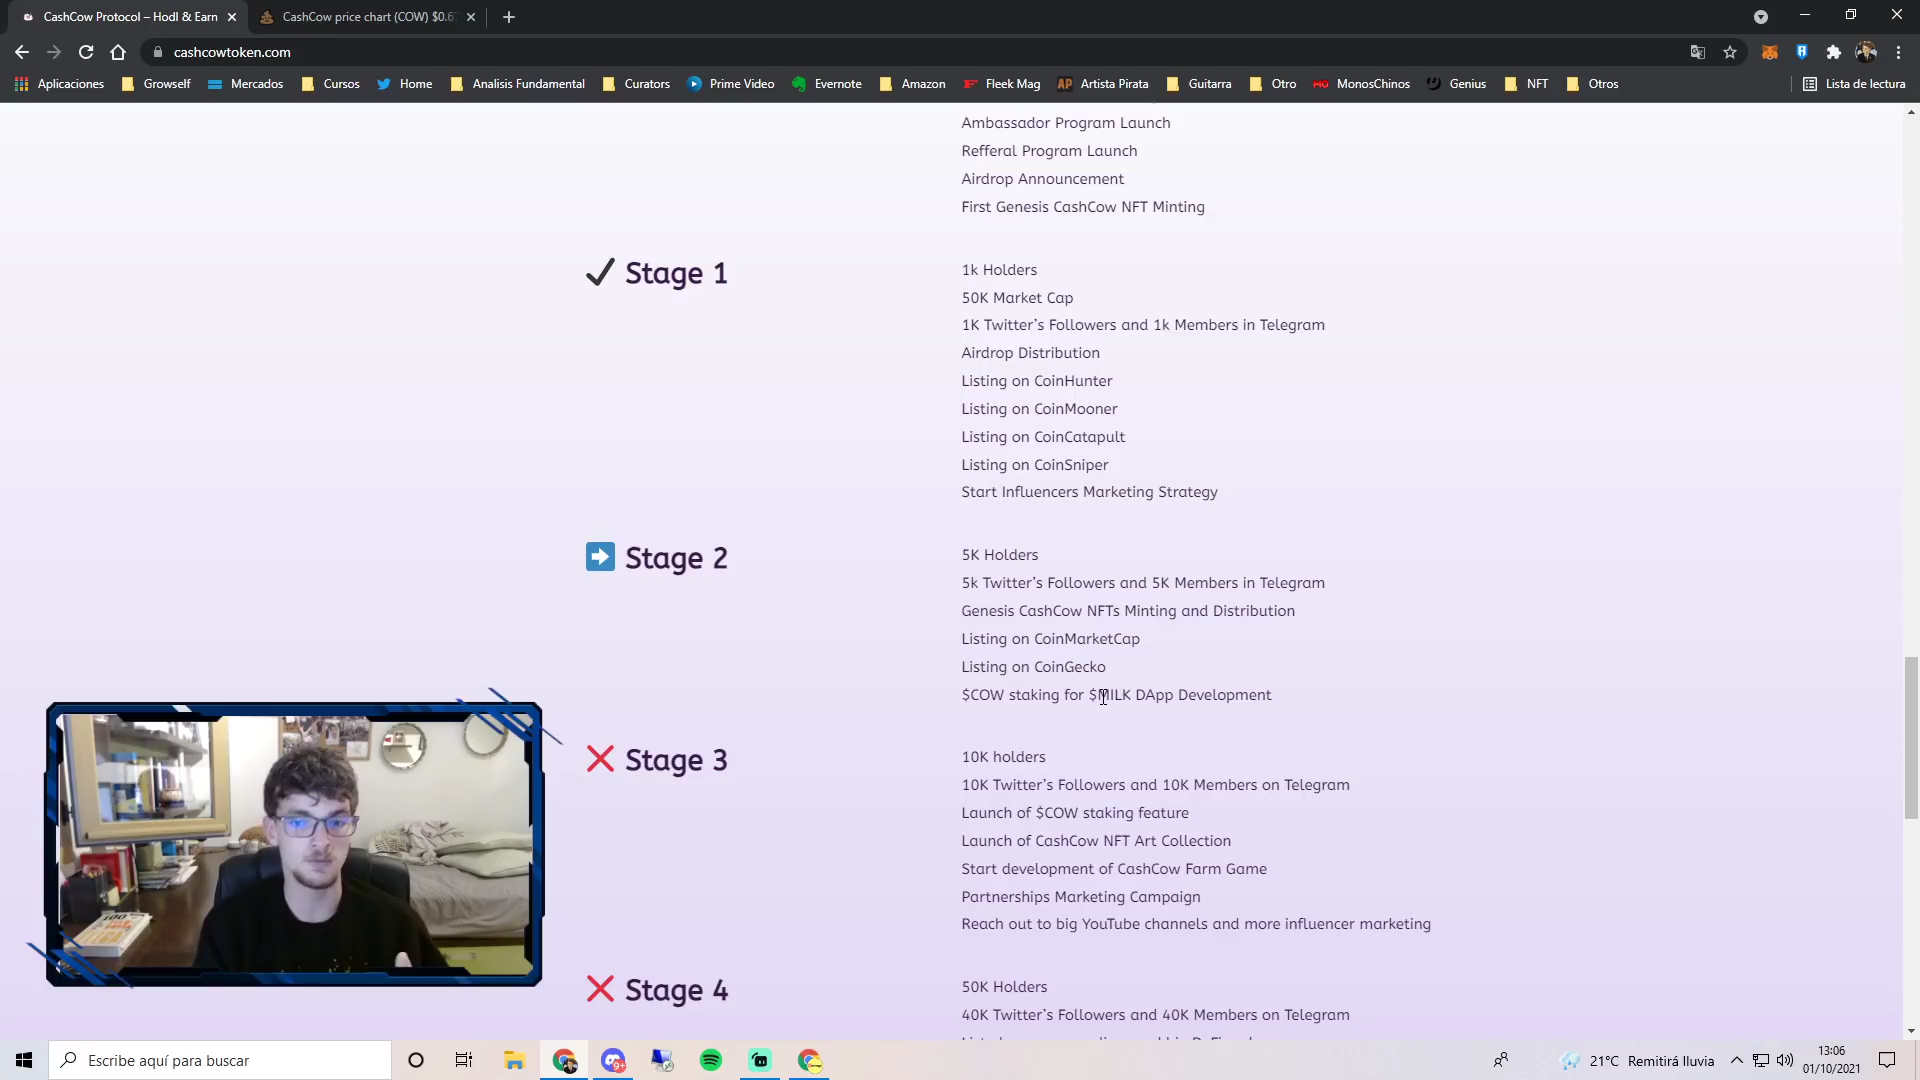 CashCow Protocol – Hodl & Earn
CashCow price chart (COW) $0.6
cashcowtoken.com
Aplicaciones
Growself
Mercados
Cursos
Home
Analisis Fundamental
Curators
Prime Video
Evernote
Amazon
Fleek Mag
AP Artista Pirata
Guitarra
Otro
MO MonosChinos
Genius
NFT
Otros
Lista de lectura
Ambassador Program Launch
Refferal Program Launch
Airdrop Announcement
First Genesis CashCow NFT Minting
Stage 1
1k Holders
50K Market Cap
1K Twitter’s Followers and 1k Members in Telegram
Airdrop Distribution
Listing on CoinHunter
Listing on CoinMooner
Listing on CoinCatapult
Listing on CoinSniper
Start Influencers Marketing Strategy
Stage 2
5K Holders
5k Twitter’s Followers and 5K Members in Telegram
Genesis CashCow NFTs Minting and Distribution
Listing on CoinMarketCap
Listing on CoinGecko
$COW staking for $MILK DApp Development
Stage 3
10K holders
10K Twitter’s Followers and 10K Members on Telegram
Launch of $COW staking feature
Launch of CashCow NFT Art Collection
Start development of CashCow Farm Game
Partnerships Marketing Campaign
Reach out to big YouTube channels and more influencer marketing
Stage 4
50K Holders
40K Twitter’s Followers and 40K Members on Telegram
100
Escribe aquí para buscar
9+
21°C Remitirá lluvia
13:06
01/10/2021